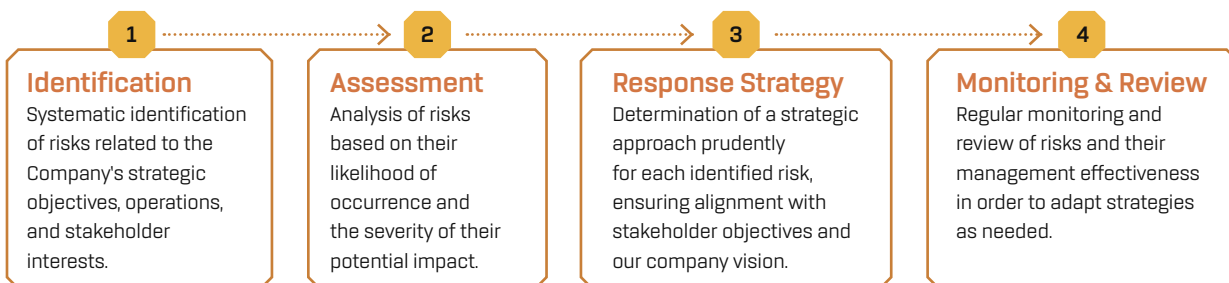 1
2
3
4
Identification
Systematic identification
of risks related to the
Company's strategic
objectives, operations,
and stakeholder
interests.
Assessment
Analysis of risks
based on their
likelihood of
occurrence and
the severity of their
potential impact.
Response Strategy
Determination of a strategic
approach prudently
for each identified risk,
ensuring alignment with
stakeholder objectives and
our company vision.
Monitoring & Review
Regular monitoring and
review of risks and their
management effectiveness
in order to adapt strategies
as needed.